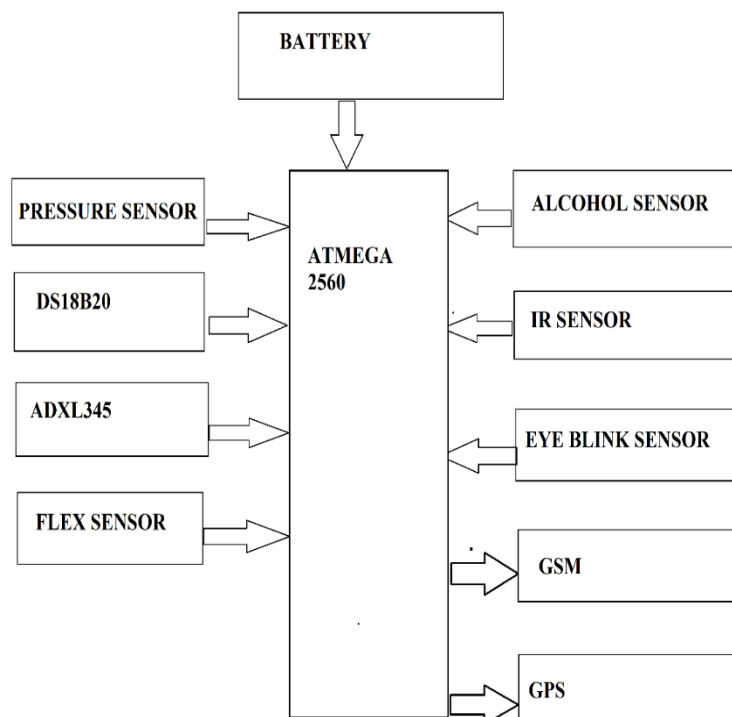 BATTERY
PRESSURE SENSOR
DS18B20
ADXL345
FLEX SENSOR
ATMEGA
2560
ALCOHOL SENSOR
IR SENSOR
EYE BLINK SENSOR
GSM
GPS